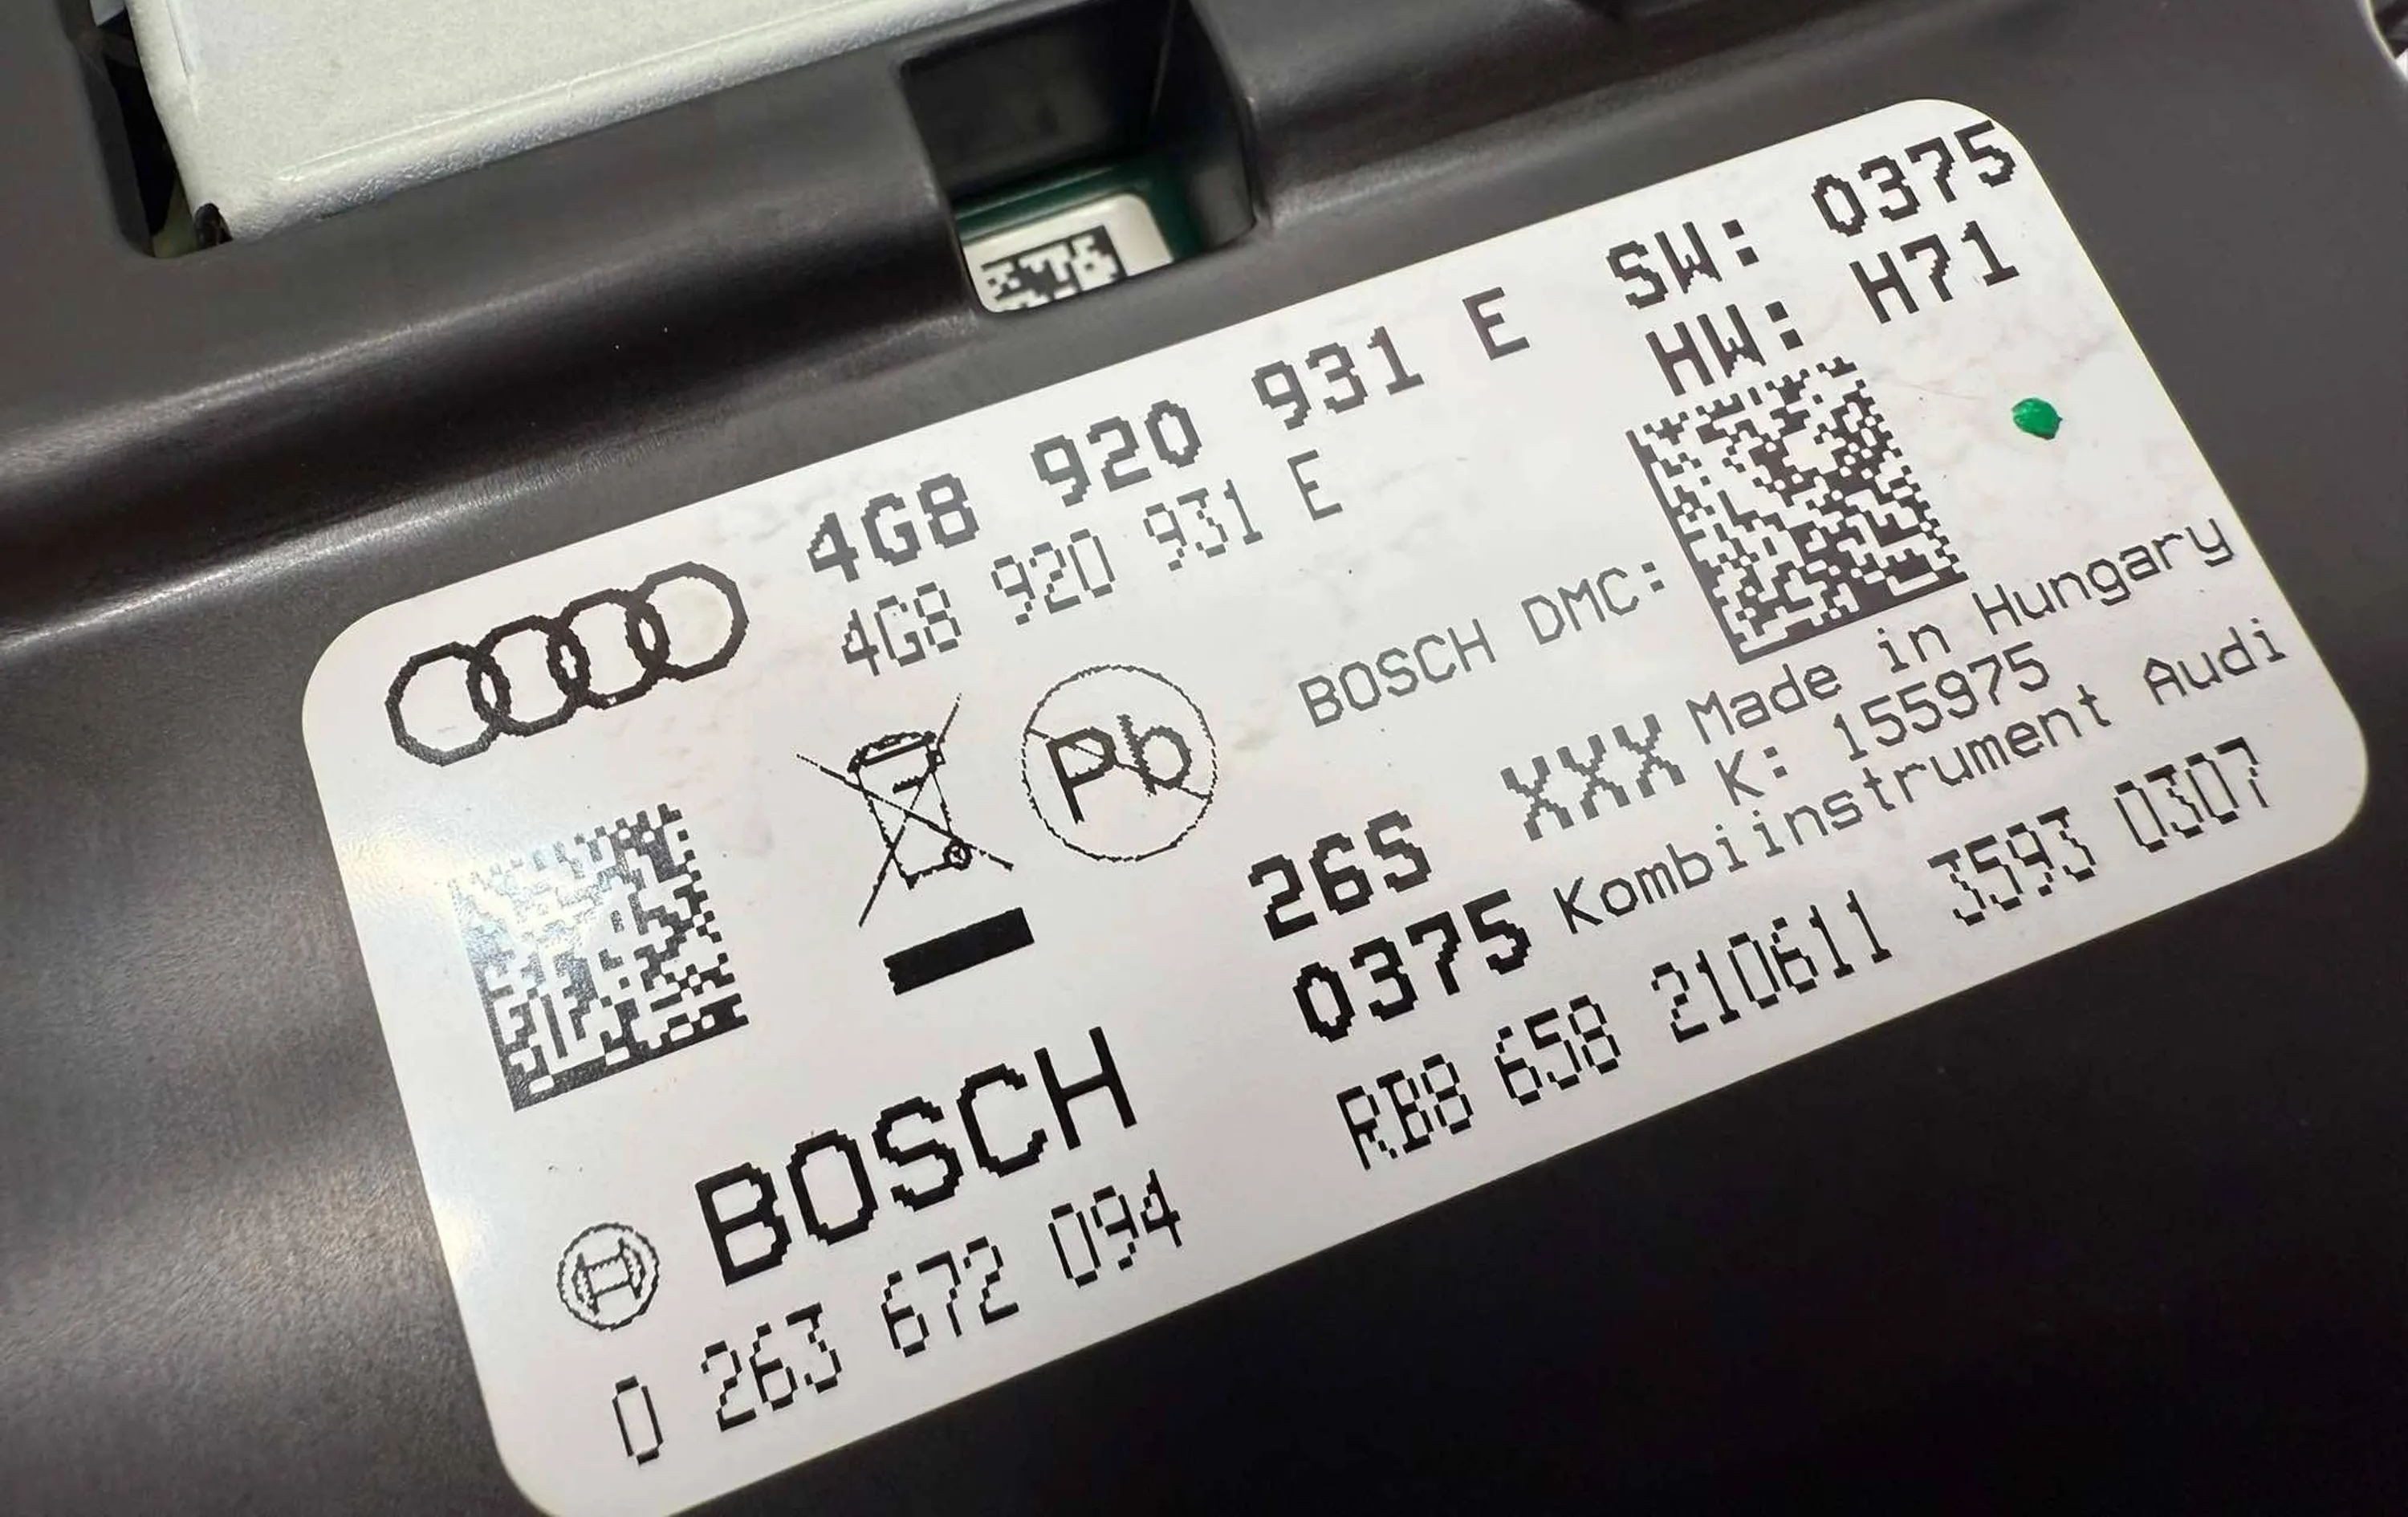 4G8 920 931 E
SW: 0375
4G8 920 931 E
HW: H71
Pb
BOSCH DMC:
Made in Hungary
26S XXX K: 155975
0375 Kombiinstrument Audi
BOSCH
RB8 658 210611 3593 0307
0 263 672 094